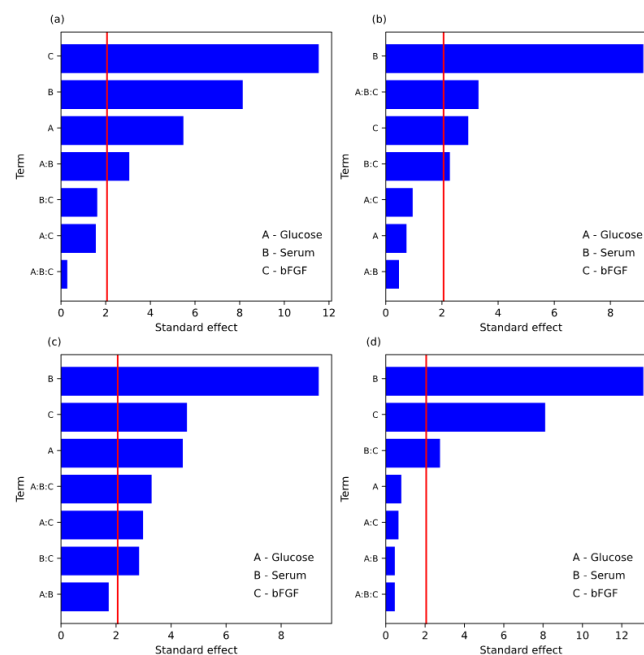 (a)
C
B
A
A:B
B:C
A:C
A:B:C
Term
A - Glucose
B - Serum
C - bFGF
0 2 4 6 8 10 12
Standard effect
(b)
B
A:B:C
C
B:C
A:C
A
A:B
Term
A - Glucose
B - Serum
C - bFGF
0 2 4 6 8
Standard effect
(c)
B
C
A
A:B:C
A:C
B:C
A:B
Term
A - Glucose
B - Serum
C - bFGF
0 2 4 6 8
Standard effect
(d)
B
C
B:C
A
A:C
A:B
A:B:C
Term
A - Glucose
B - Serum
C - bFGF
0 2 4 6 8 10 12
Standard effect